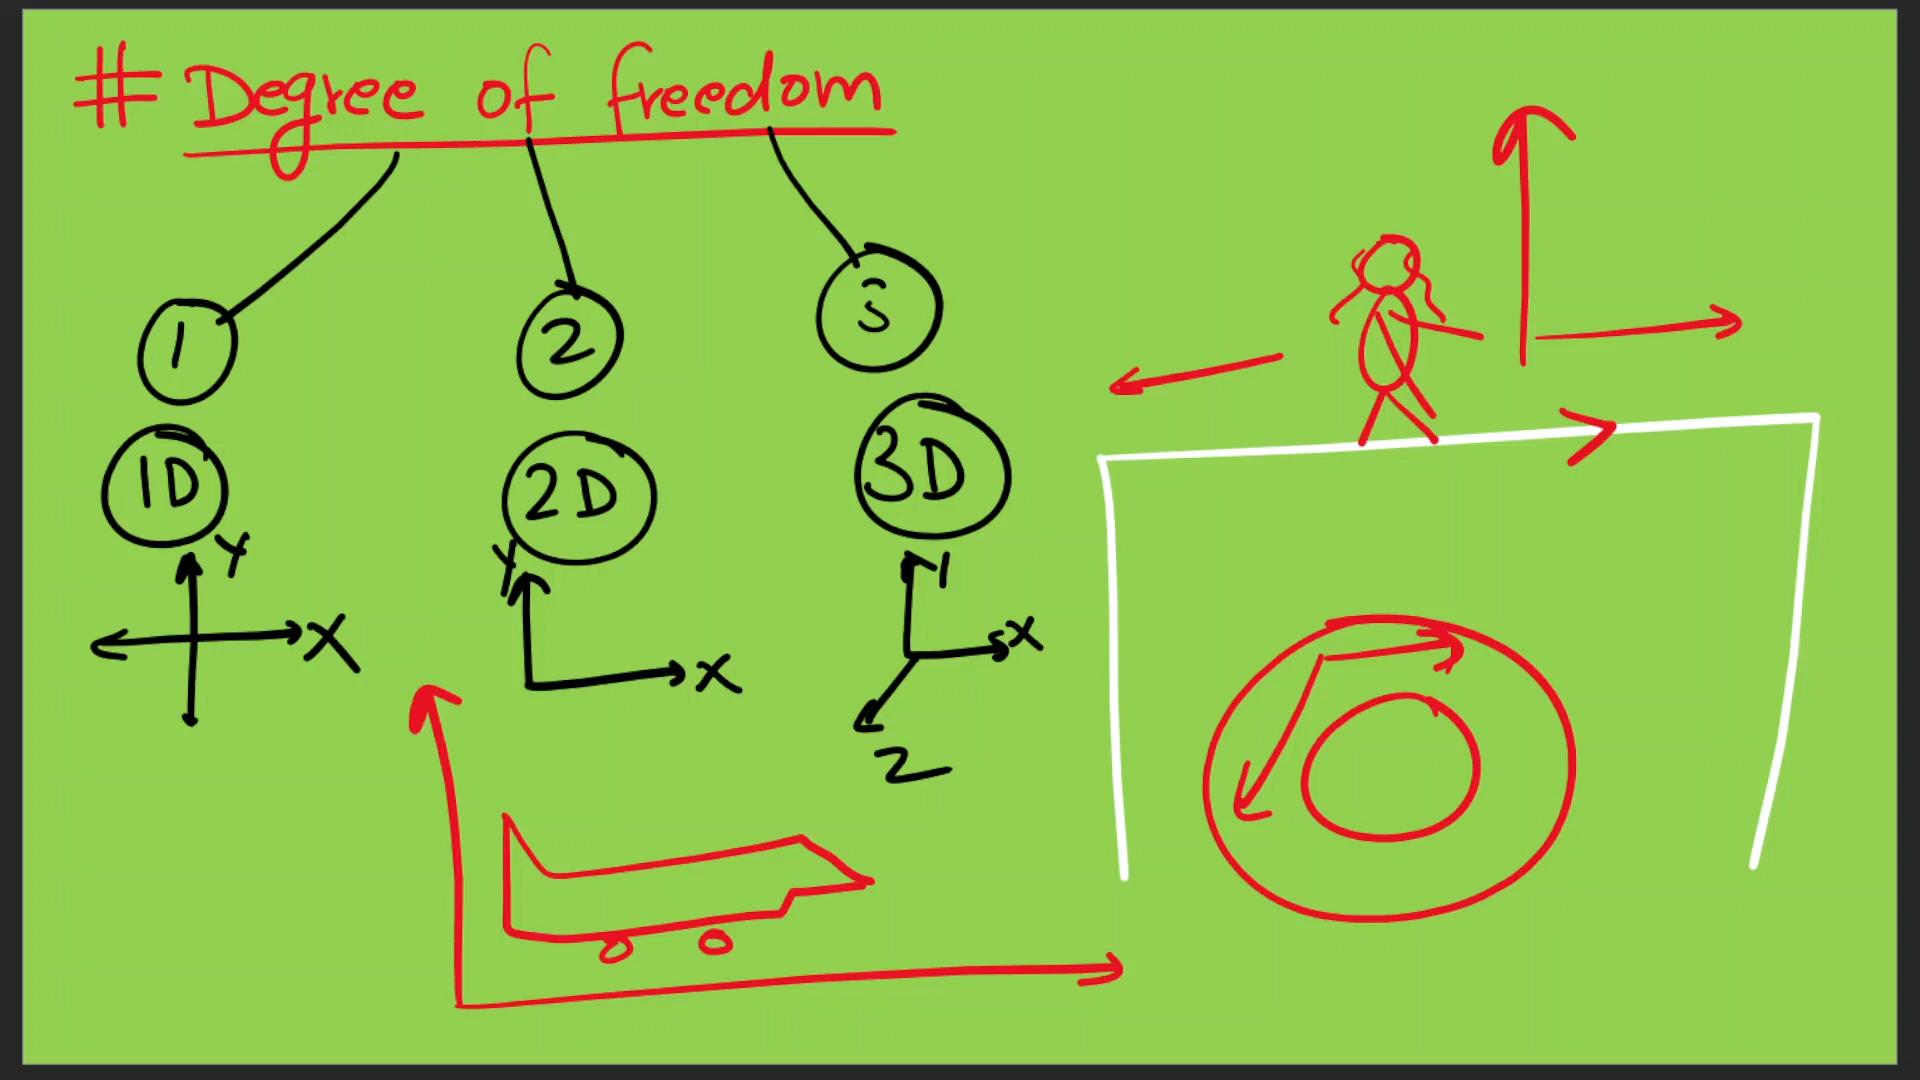 # Degree of freedom
1 2 3
1D 2D 3D
Y Y Y
X X X
Z